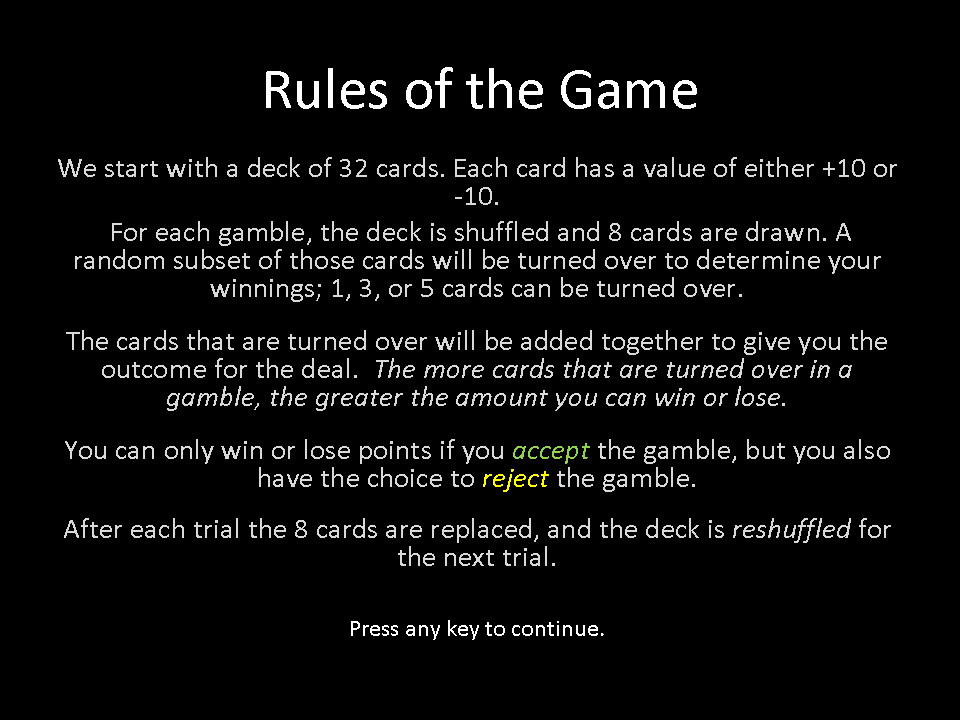 Rules of the Game
We start with a deck of 32 cards. Each card has a value of either +10 or
-10.
For each gamble, the deck is shuffled and 8 cards are drawn. A
random subset of those cards will be turned over to determine your
winnings; 1, 3, or 5 cards can be turned over.
The cards that are turned over will be added together to give you the
outcome for the deal. The more cards that are turned over in a
gamble, the greater the amount you can win or lose.
You can only win or lose points if you accept the gamble, but you also
have the choice to reject the gamble.
After each trial the 8 cards are replaced, and the deck is reshuffled for
the next trial.
Press any key to continue.